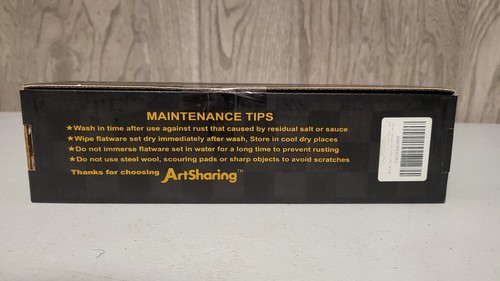 MAINTENANCE TIPS
★Wash in time after use against rust that caused by residual salt or sauce
★Wipe flatware set dry immediately after wash, Store in cool dry places
★Do not immerse flatware set in water for a long time to prevent rusting
★Do not use steel wool, scouring pads or sharp objects to avoid scratches
Thanks for choosing ArtSharing™